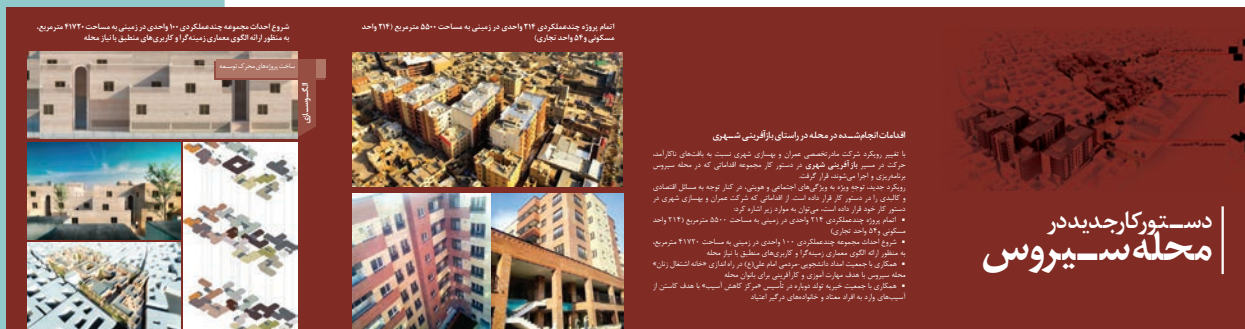 دستور کار جدید در
محله سیروس
اقدامات انجام‌شده در محله در راستای بازآفرینی شهری
با تغییر رویکرد شرکت مادرتخصصی عمران و بهسازی شهری نسبت به بافت‌های ناکارآمد،
حرکت در مسیر بازآفرینی شهری در دستور کار مجموعه اقداماتی که در محله سیروس
برنامه‌ریزی و اجرا می‌شوند، قرار گرفت.
رویکرد جدید، توجه ویژه به ویژگی‌های اجتماعی و هویتی، در کنار توجه به مسائل اقتصادی
و کالبدی را در دستور کار قرار داده است. از اقداماتی که شرکت عمران و بهسازی شهری در
دستور کار خود قرار داده است، می‌توان به موارد زیر اشاره کرد:
▪ اتمام پروژه چندعملکردی ۲۱۴ واحدی در زمینی به مساحت ۵۵۰۰ مترمربع (۲۱۴ واحد
مسکونی و ۵۴ واحد تجاری)
▪ شروع احداث مجموعه چندعملکردی ۱۰۰ واحدی در زمینی به مساحت ۴۱۷۲۰ مترمربع،
به منظور ارائه الگوی معماری زمینه‌گرا و کاربری‌های منطبق با نیاز محله
▪ همکاری با جمعیت امداد دانشجویی-مردمی امام علی(ع) در راه‌اندازی «خانه اشتغال زنان»
محله سیروس با هدف مهارت آموزی و کارآفرینی برای بانوان محله
▪ همکاری با جمعیت خیریه تولد دوباره در تأسیس «مرکز کاهش آسیب» با هدف کاستن از
آسیب‌های وارد به افراد معتاد و خانواده‌های درگیر اعتیاد
اتمام پروژه چندعملکردی ۲۱۴ واحدی در زمینی به مساحت ۵۵۰۰ مترمربع (۲۱۴ واحد
مسکونی و ۵۴ واحد تجاری)
شروع احداث مجموعه چندعملکردی ۱۰۰ واحدی در زمینی به مساحت ۴۱۷۲۰ مترمربع،
به منظور ارائه الگوی معماری زمینه‌گرا و کاربری‌های منطبق با نیاز محله
ساخت پروژه‌های محرک توسعه
الگوسازی